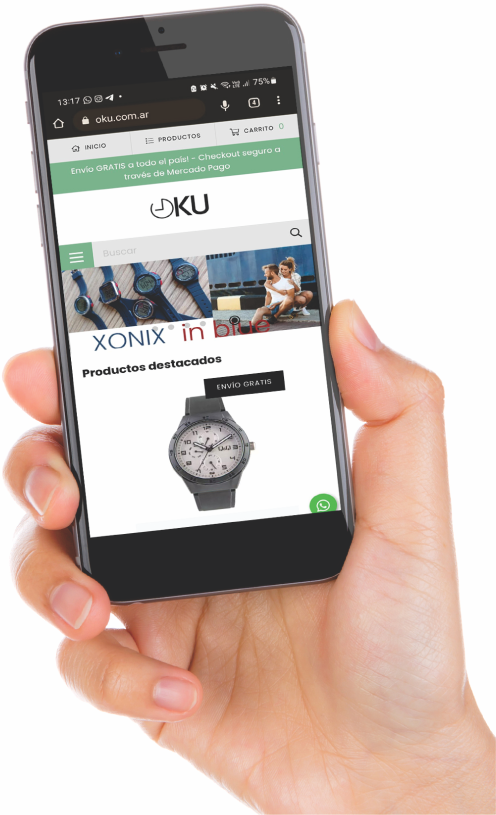 13:17 75%
oku.com.ar 4
INICIO PRODUCTOS CARRITO 0
Envío GRATIS a todo el país! - Checkout seguro a
través de Mercado Pago
OKU
Buscar
XONIX in blue
Productos destacados
ENVÍO GRATIS